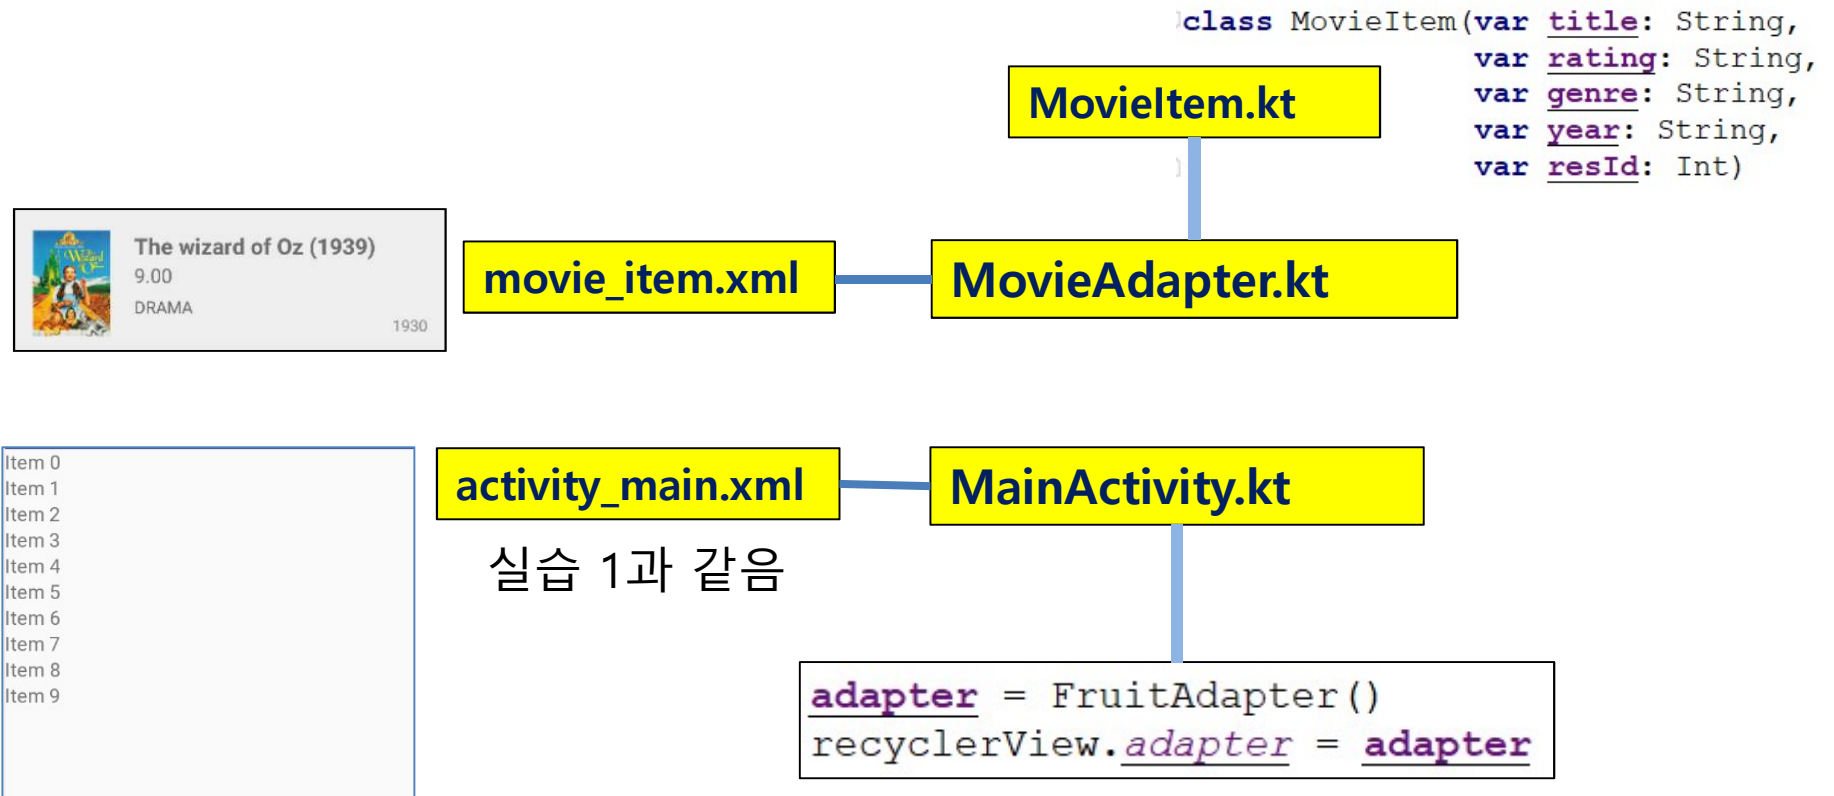 class MovieItem(var title: String,
var rating: String,
var genre: String,
var year: String,
var resId: Int)
MovieItem.kt
The wizard of Oz (1939)
9.00
DRAMA
1930
movie_item.xml
MovieAdapter.kt
Item 0
Item 1
Item 2
Item 3
Item 4
Item 5
Item 6
Item 7
Item 8
Item 9
activity_main.xml
MainActivity.kt
실습 1과 같음
adapter = FruitAdapter()
recyclerView.adapter = adapter